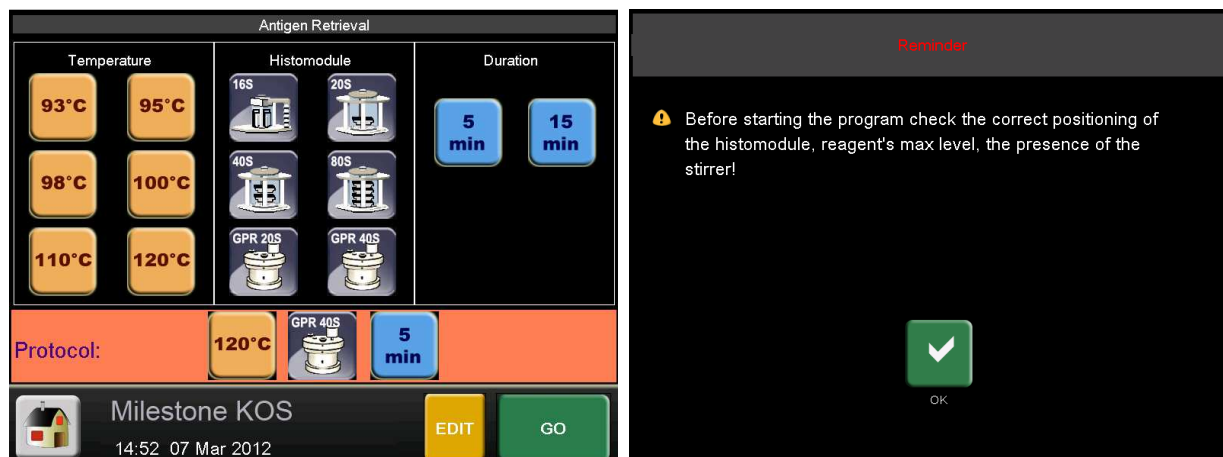 Antigen Retrieval
Temperature
Histomodule
Duration
93°C
95°C
98°C
100°C
110°C
120°C
16S
20S
40S
80S
GPR 20S
GPR 40S
5
min
15
min
Protocol:
120°C
GPR 40S
5
min
Milestone KOS
14:52 07 Mar 2012
EDIT
GO
Reminder
Before starting the program check the correct positioning of
the histomodule, reagent's max level, the presence of the
stirrer!
OK